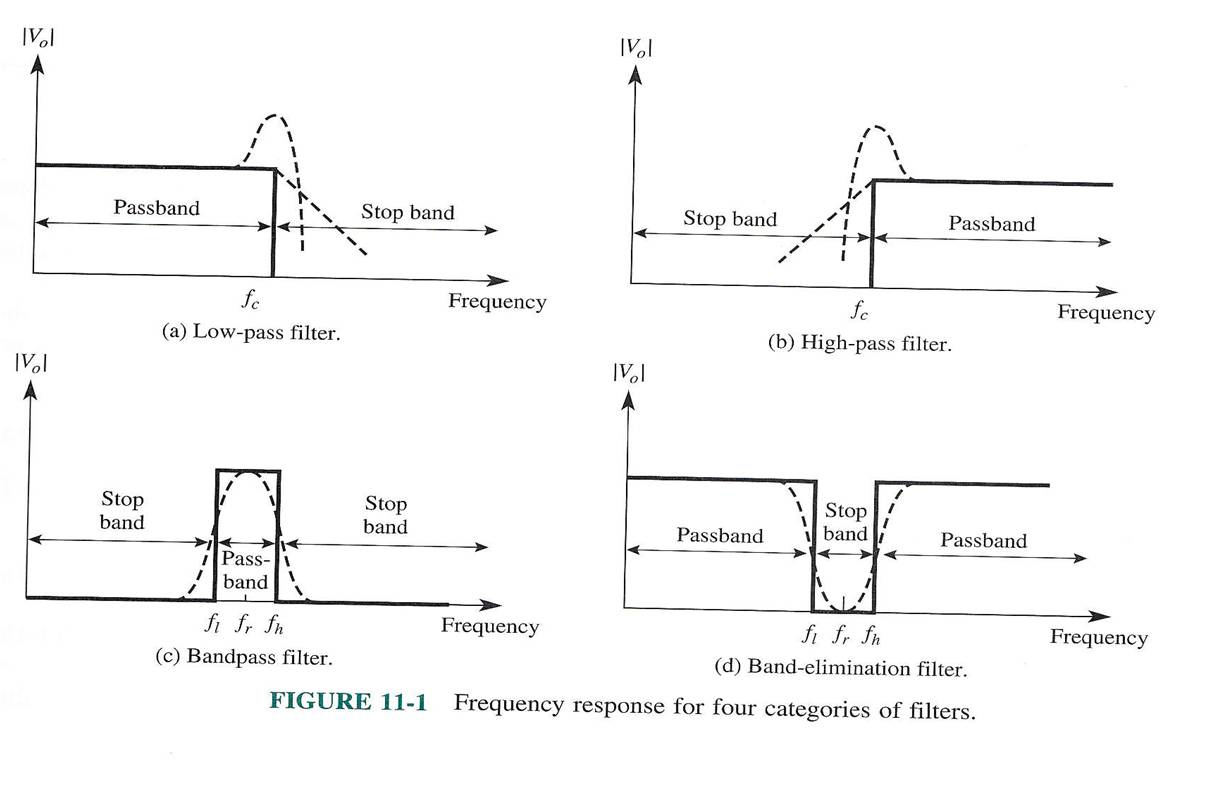 |Vo|
Passband
Stop band
fc
Frequency
(a) Low-pass filter.
|Vo|
Stop band
Passband
fc
Frequency
(b) High-pass filter.
|Vo|
Stop
band
Pass-
band
Stop
band
fl fr fh
Frequency
(c) Bandpass filter.
|Vo|
Passband
Stop
band
Passband
fl fr fh
Frequency
(d) Band-elimination filter.
FIGURE 11-1 Frequency response for four categories of filters.